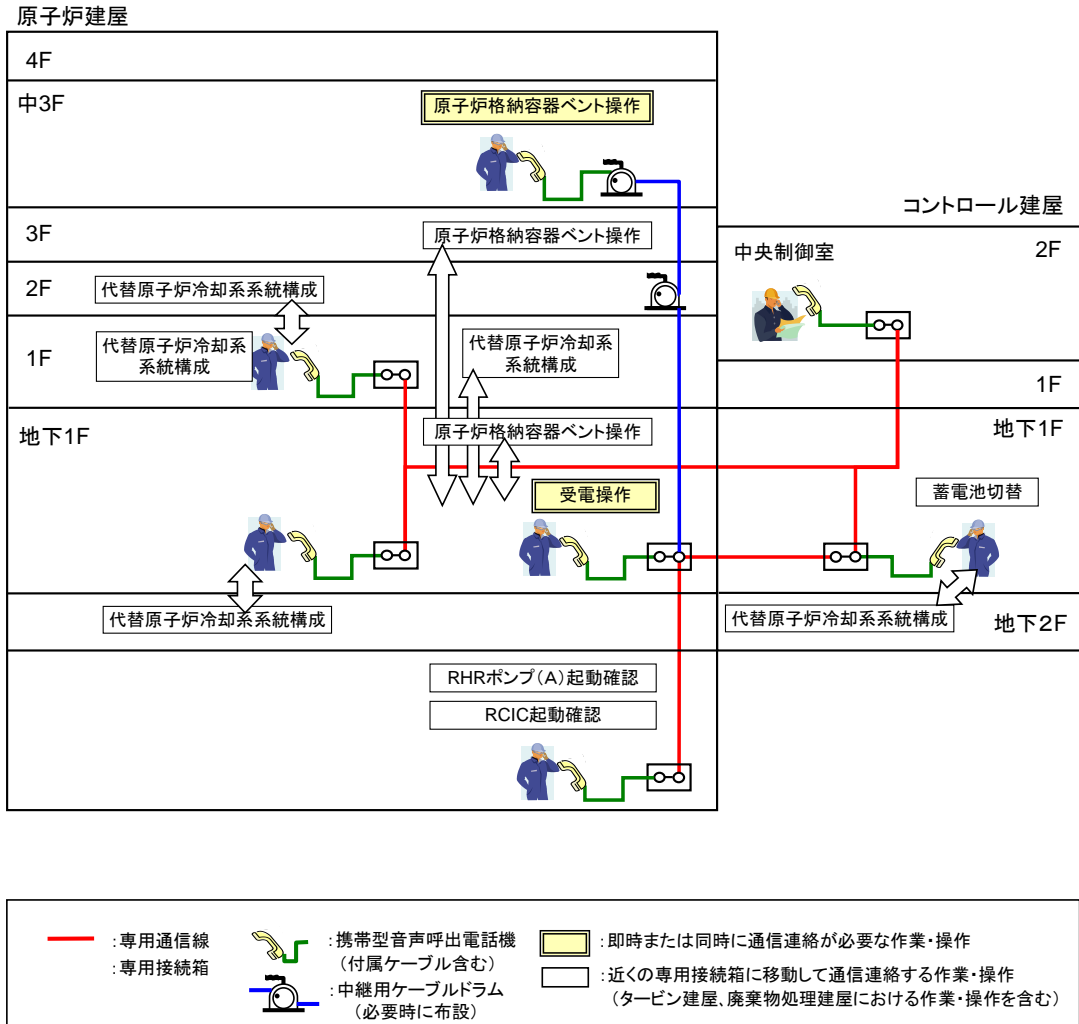 原子炉建屋
4F
中3F
原子炉格納容器ベント操作
コントロール建屋
3F
原子炉格納容器ベント操作
中央制御室
2F
2F
代替原子炉冷却系系統構成
1F
代替原子炉冷却系
系統構成
代替原子炉冷却系
系統構成
1F
地下1F
原子炉格納容器ベント操作
地下1F
受電操作
蓄電池切替
代替原子炉冷却系系統構成
代替原子炉冷却系系統構成
地下2F
RHRポンプ(A)起動確認
RCIC起動確認
:専用通信線
:専用接続箱
:携帯型音声呼出電話機
(付属ケーブル含む)
:中継用ケーブルドラム
(必要時に布設)
:即時または同時に通信連絡が必要な作業・操作
:近くの専用接続箱に移動して通信連絡する作業・操作
(タービン建屋、廃棄物処理建屋における作業・操作を含む)